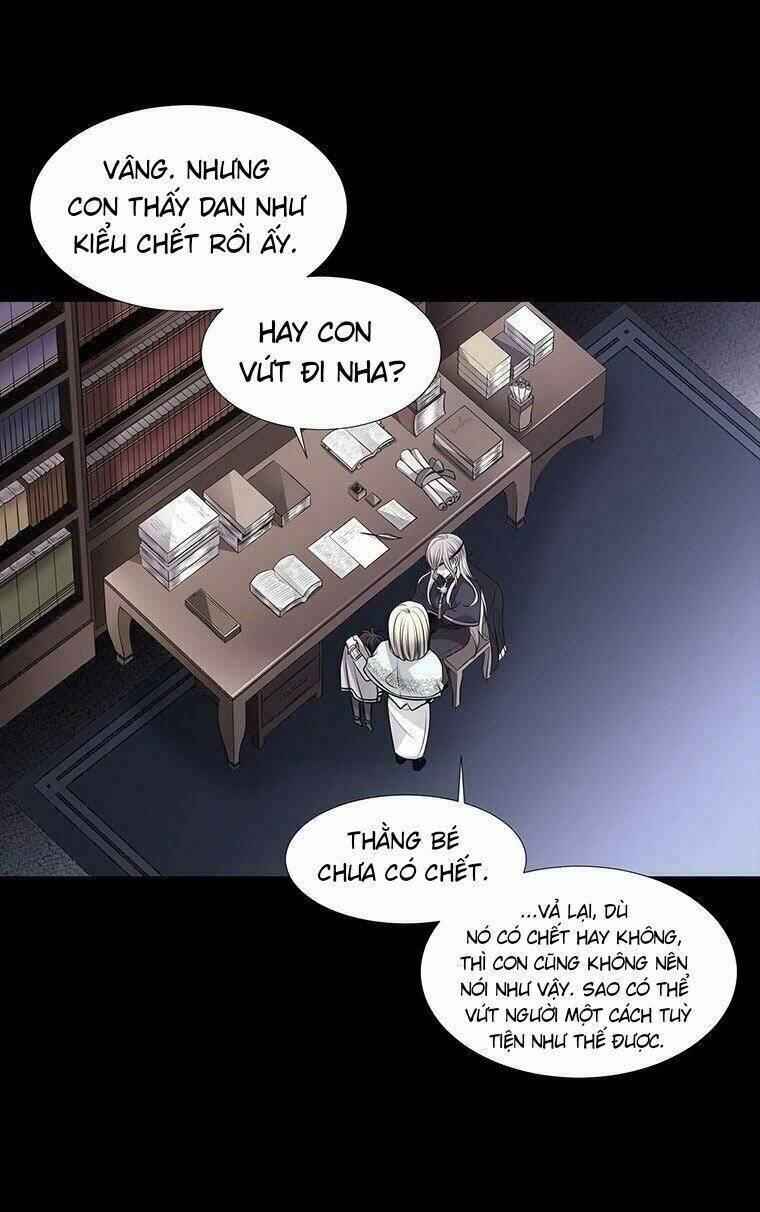 VÂNG. NHƯNG
CON THẤY DAN NHƯ
KIỂU CHẾT RỒI ẤY.
HAY CON
VỨT ĐI NHA?
THẰNG BÉ
CHƯA CÓ CHẾT.
...VẢ LẠI, DÙ
NÓ CÓ CHẾT HAY KHÔNG,
THÌ CON CŨNG KHÔNG NÊN
NÓI NHƯ VẬY. SAO CÓ THỂ
VỨT NGƯỜI MỘT CÁCH TUỲ
TIỆN NHƯ THẾ ĐƯỢC.